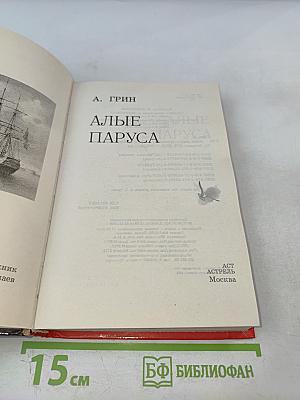 А. ГРИН
АЛЫЕ
ПАРУСА
АСТ
АСТРЕЛЬ
Москва
15 см
БФ БИБЛИОФАН